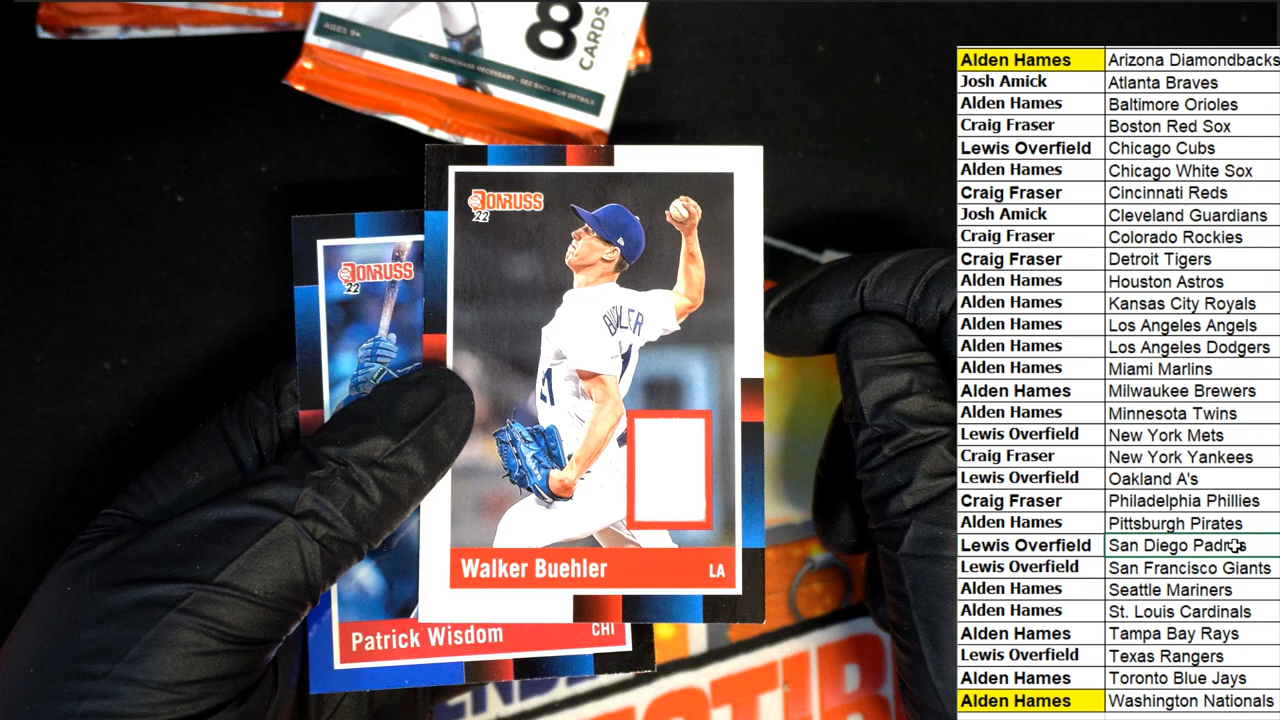 AGES 9+
8
CARDS
NO PURCHASE NECESSARY - SEE BACK FOR DETAILS
DONRUSS
22
DONRUSS
22
BUEHLER
21
Walker Buehler LA
Patrick Wisdom CHI
Alden Hames Arizona Diamondbacks
Josh Amick Atlanta Braves
Alden Hames Baltimore Orioles
Craig Fraser Boston Red Sox
Lewis Overfield Chicago Cubs
Alden Hames Chicago White Sox
Craig Fraser Cincinnati Reds
Josh Amick Cleveland Guardians
Craig Fraser Colorado Rockies
Craig Fraser Detroit Tigers
Alden Hames Houston Astros
Alden Hames Kansas City Royals
Alden Hames Los Angeles Angels
Alden Hames Los Angeles Dodgers
Alden Hames Miami Marlins
Alden Hames Milwaukee Brewers
Alden Hames Minnesota Twins
Lewis Overfield New York Mets
Craig Fraser New York Yankees
Lewis Overfield Oakland A's
Craig Fraser Philadelphia Phillies
Alden Hames Pittsburgh Pirates
Lewis Overfield San Diego Padres
Lewis Overfield San Francisco Giants
Alden Hames Seattle Mariners
Alden Hames St. Louis Cardinals
Alden Hames Tampa Bay Rays
Lewis Overfield Texas Rangers
Alden Hames Toronto Blue Jays
Alden Hames Washington Nationals